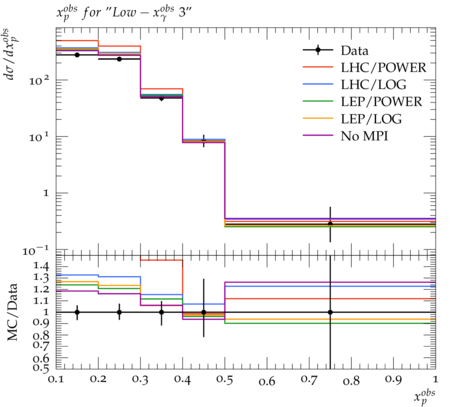 x_p^obs for "Low − x_γ^obs 3"
dσ/dx_p^obs
10²
10¹
1
10⁻¹
Data
LHC/POWER
LHC/LOG
LEP/POWER
LEP/LOG
No MPI
MC/Data
1.4
1.3
1.2
1.1
1
0.9
0.8
0.7
0.6
0.5
0.1 0.2 0.3 0.4 0.5 0.6 0.7 0.8 0.9 1
x_p^obs